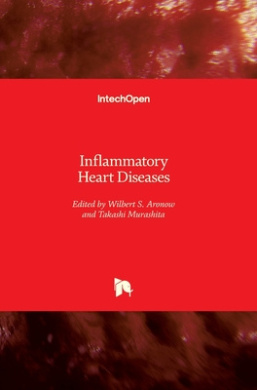 IntechOpen
Inflammatory
Heart Diseases
Edited by Wilbert S. Aronow
and Takashi Murashita